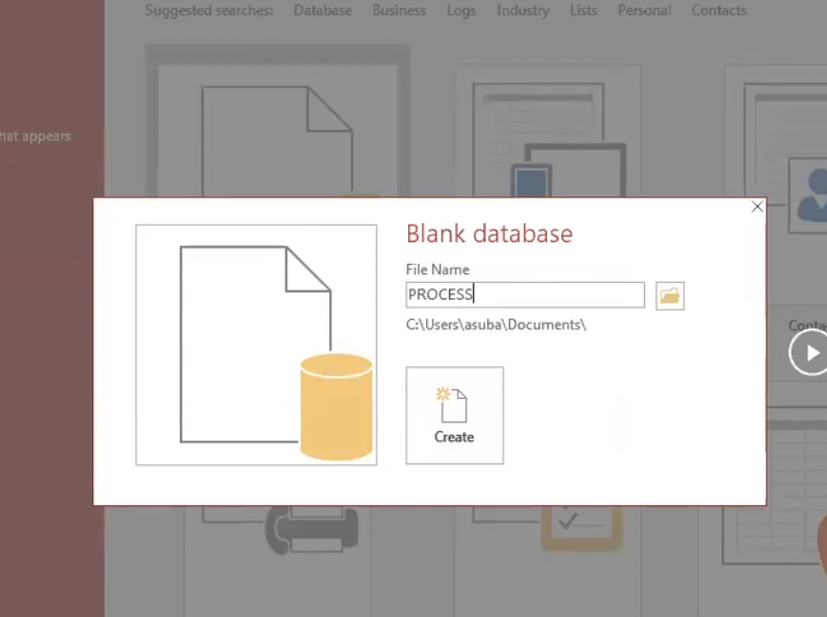 Suggested searches: Database Business Logs Industry Lists Personal Contacts
hat appears
Blank database
File Name
PROCESS
C:\Users\asuba\Documents\
Conta
Create